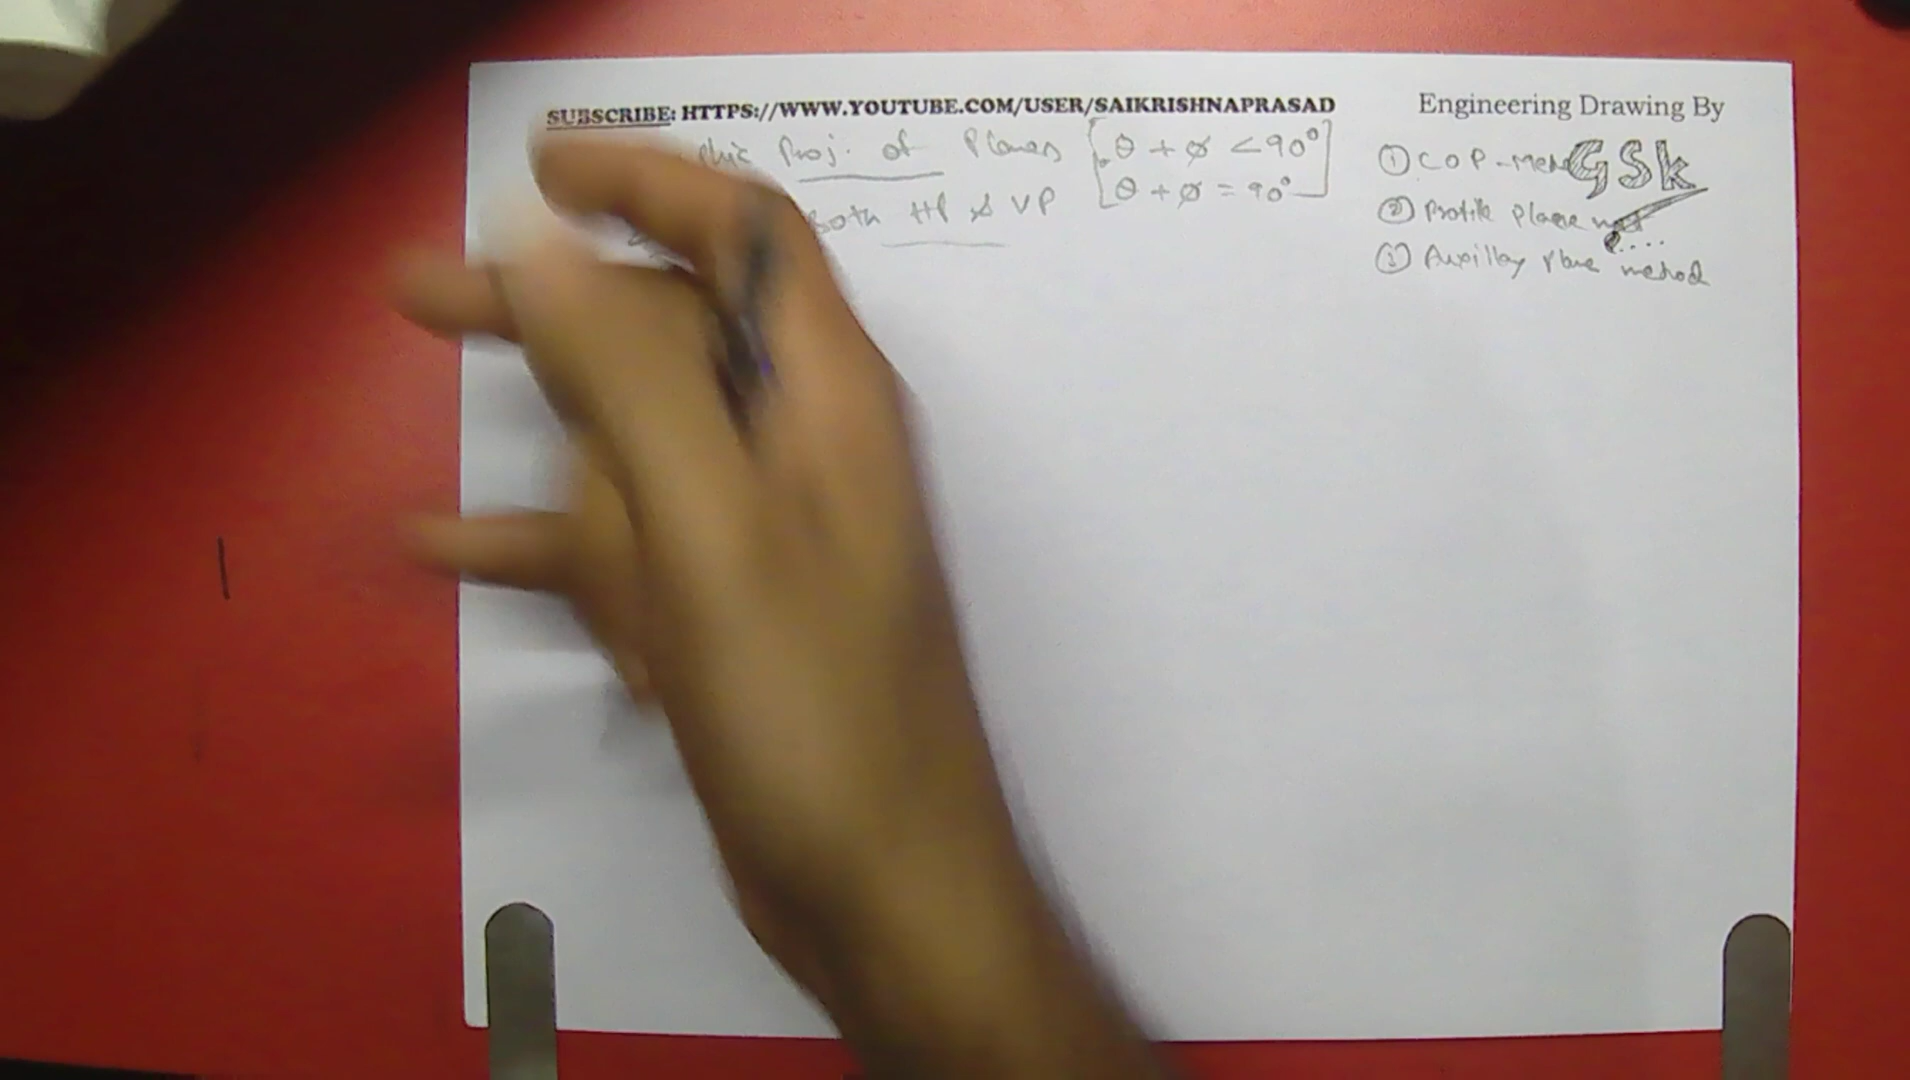 SUBSCRIBE: HTTPS://WWW.YOUTUBE.COM/USER/SAIKRISHNAPRASAD
Engineering Drawing By
GSk
Proj. of Planes [θ + ø < 90°
θ + ø = 90°]
Both HP & VP
① COP-
② Profile plane
③ Auxillay plane method